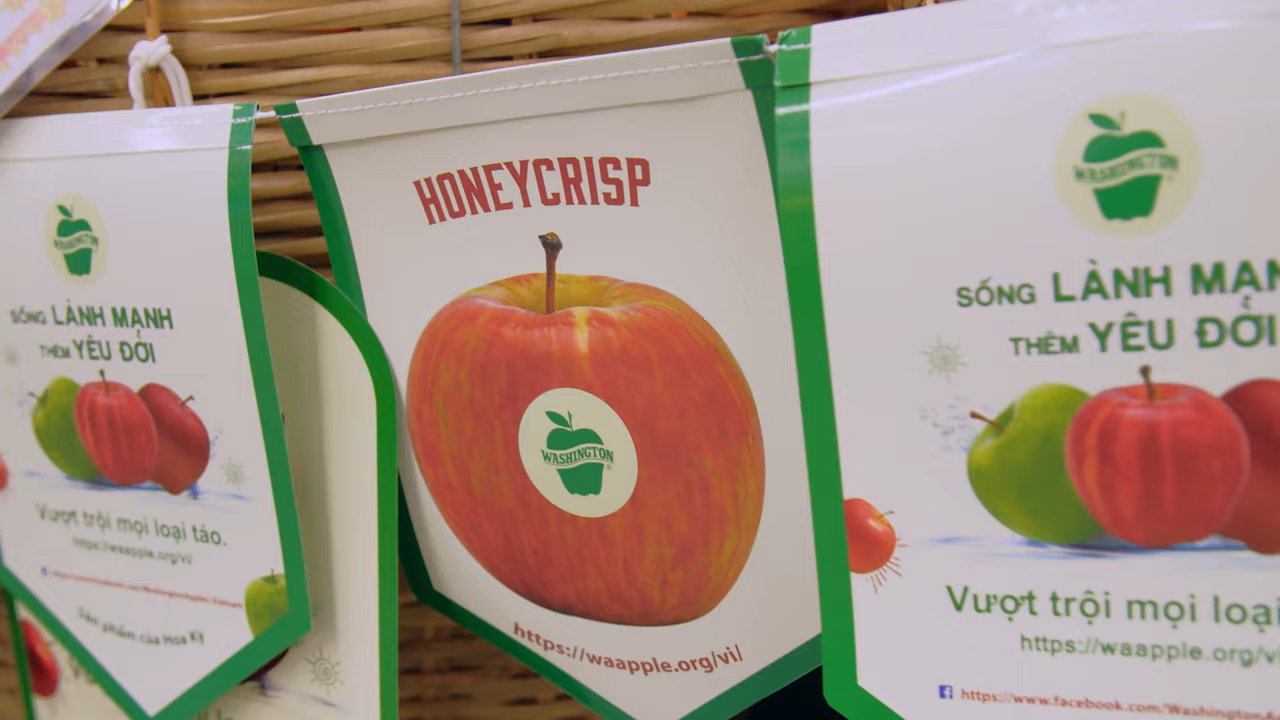 WASHINGTON
SỐNG LÀNH MẠNH
THÊM YÊU ĐỜI
Vượt trội mọi loại táo.
https://waapple.org/vi/
Sản phẩm của Hoa Kỳ
HONEYCRISP
WASHINGTON
https://waapple.org/vi/
WASHINGTON
SỐNG LÀNH MẠN
THÊM YÊU ĐỜI
Vượt trội mọi loại
https://waapple.org/vi
https://www.facebook.com/Washington